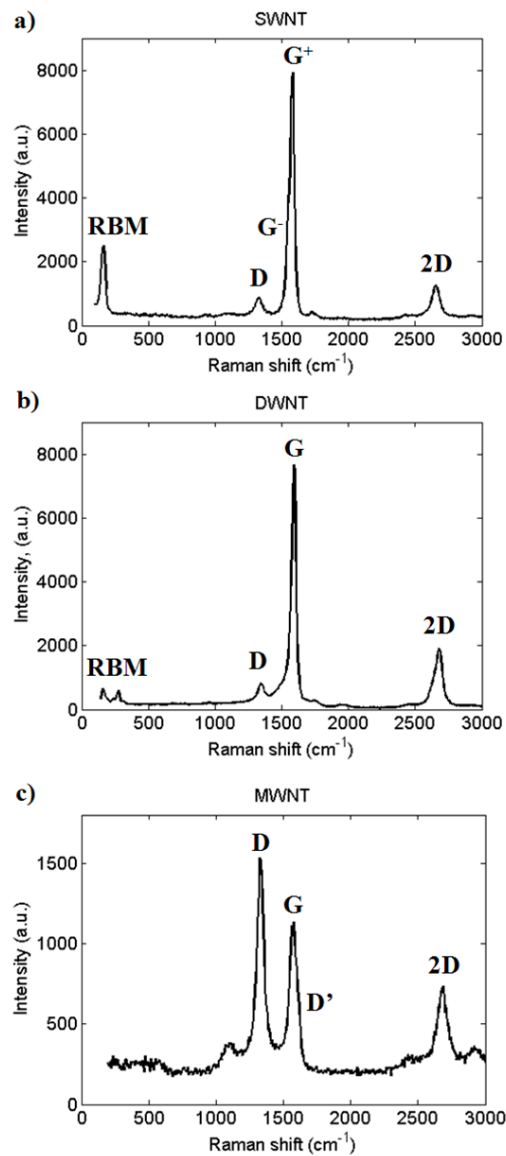 a)
SWNT
G⁺
8000
6000
4000
2000
0
Intensity (a.u.)
RBM
G⁻
D
2D
0 500 1000 1500 2000 2500 3000
Raman shift (cm⁻¹)
b)
DWNT
G
8000
6000
4000
2000
0
Intensity, (a.u.)
RBM
D
2D
0 500 1000 1500 2000 2500 3000
Raman shift (cm⁻¹)
c)
MWNT
D
G
D’
2D
1500
1000
500
0
Intensity (a.u.)
0 500 1000 1500 2000 2500 3000
Raman shift (cm⁻¹)